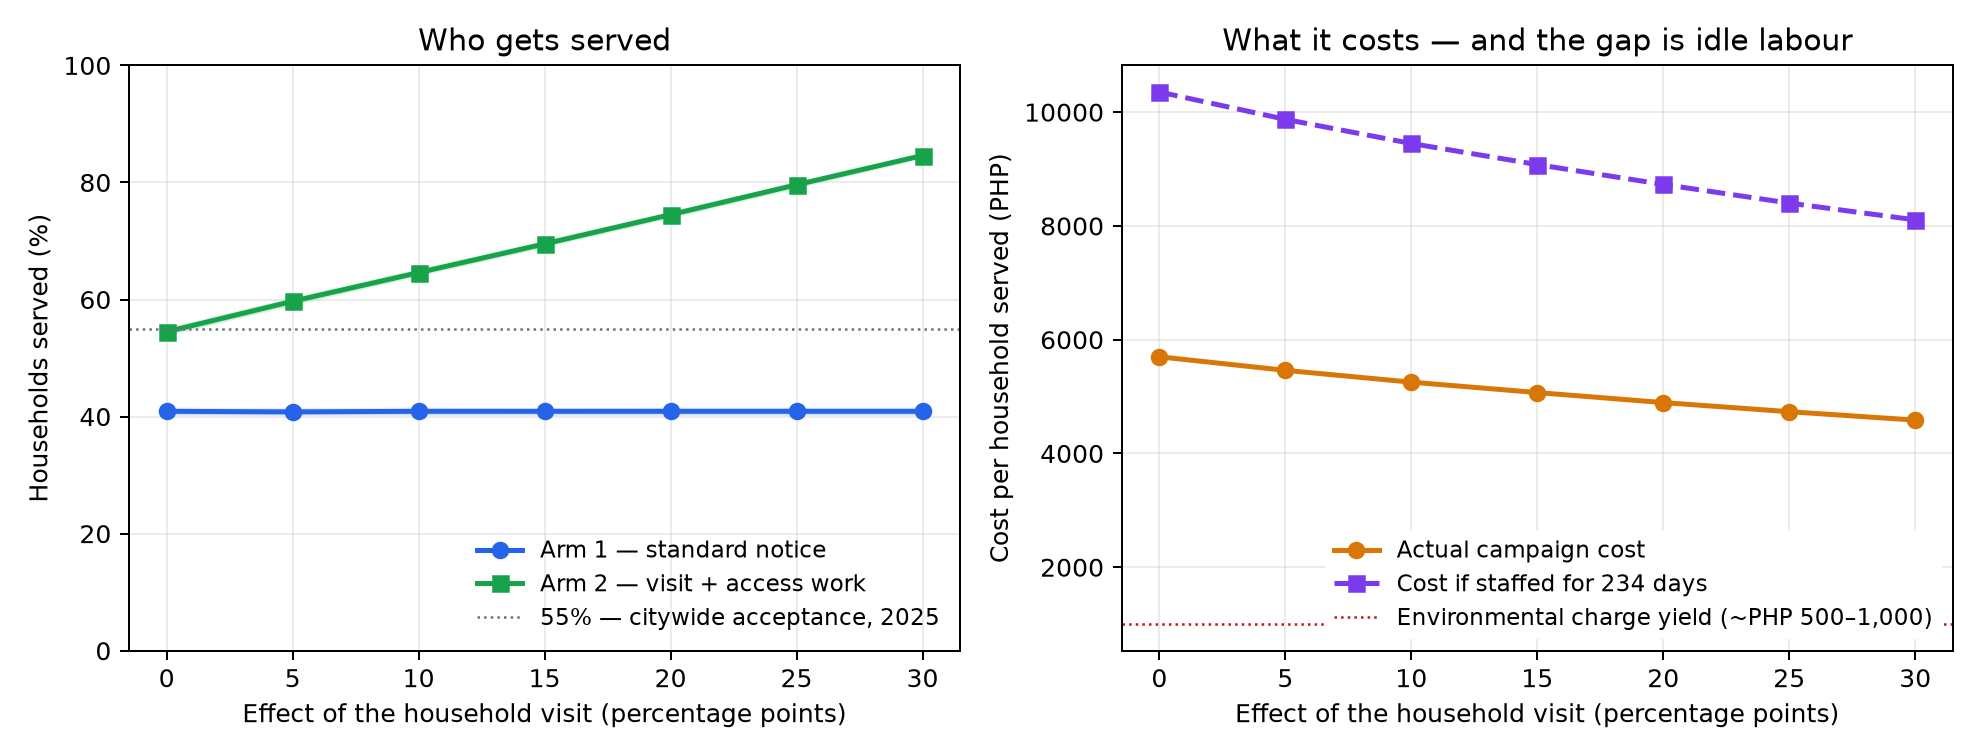 Who gets served
Households served (%)
100
80
60
40
20
0
0 5 10 15 20 25 30
Effect of the household visit (percentage points)
Arm 1 — standard notice
Arm 2 — visit + access work
55% — citywide acceptance, 2025
What it costs — and the gap is idle labour
Cost per household served (PHP)
10000
8000
6000
4000
2000
0 5 10 15 20 25 30
Effect of the household visit (percentage points)
Actual campaign cost
Cost if staffed for 234 days
Environmental charge yield (~PHP 500–1,000)